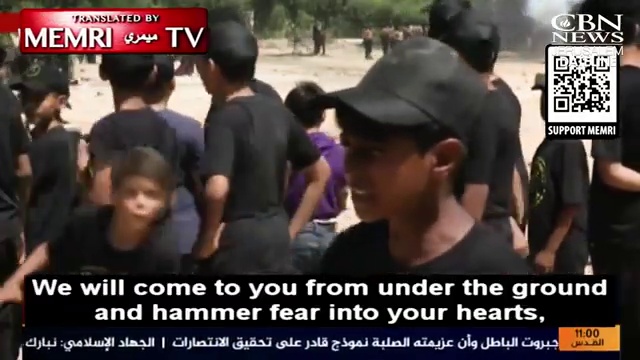 TRANSLATED BY
MEMRI ميمري TV
CBN
NEWS
JERUSALEM
DATELINE
SUPPORT MEMRI
We will come to you from under the ground
and hammer fear into your hearts,
جبروت الباطل وأن عزيمته الصلبة نموذج قادر على تحقيق الانتصارات | الجهاد الإسلامي: نبارك
11:00
القدس